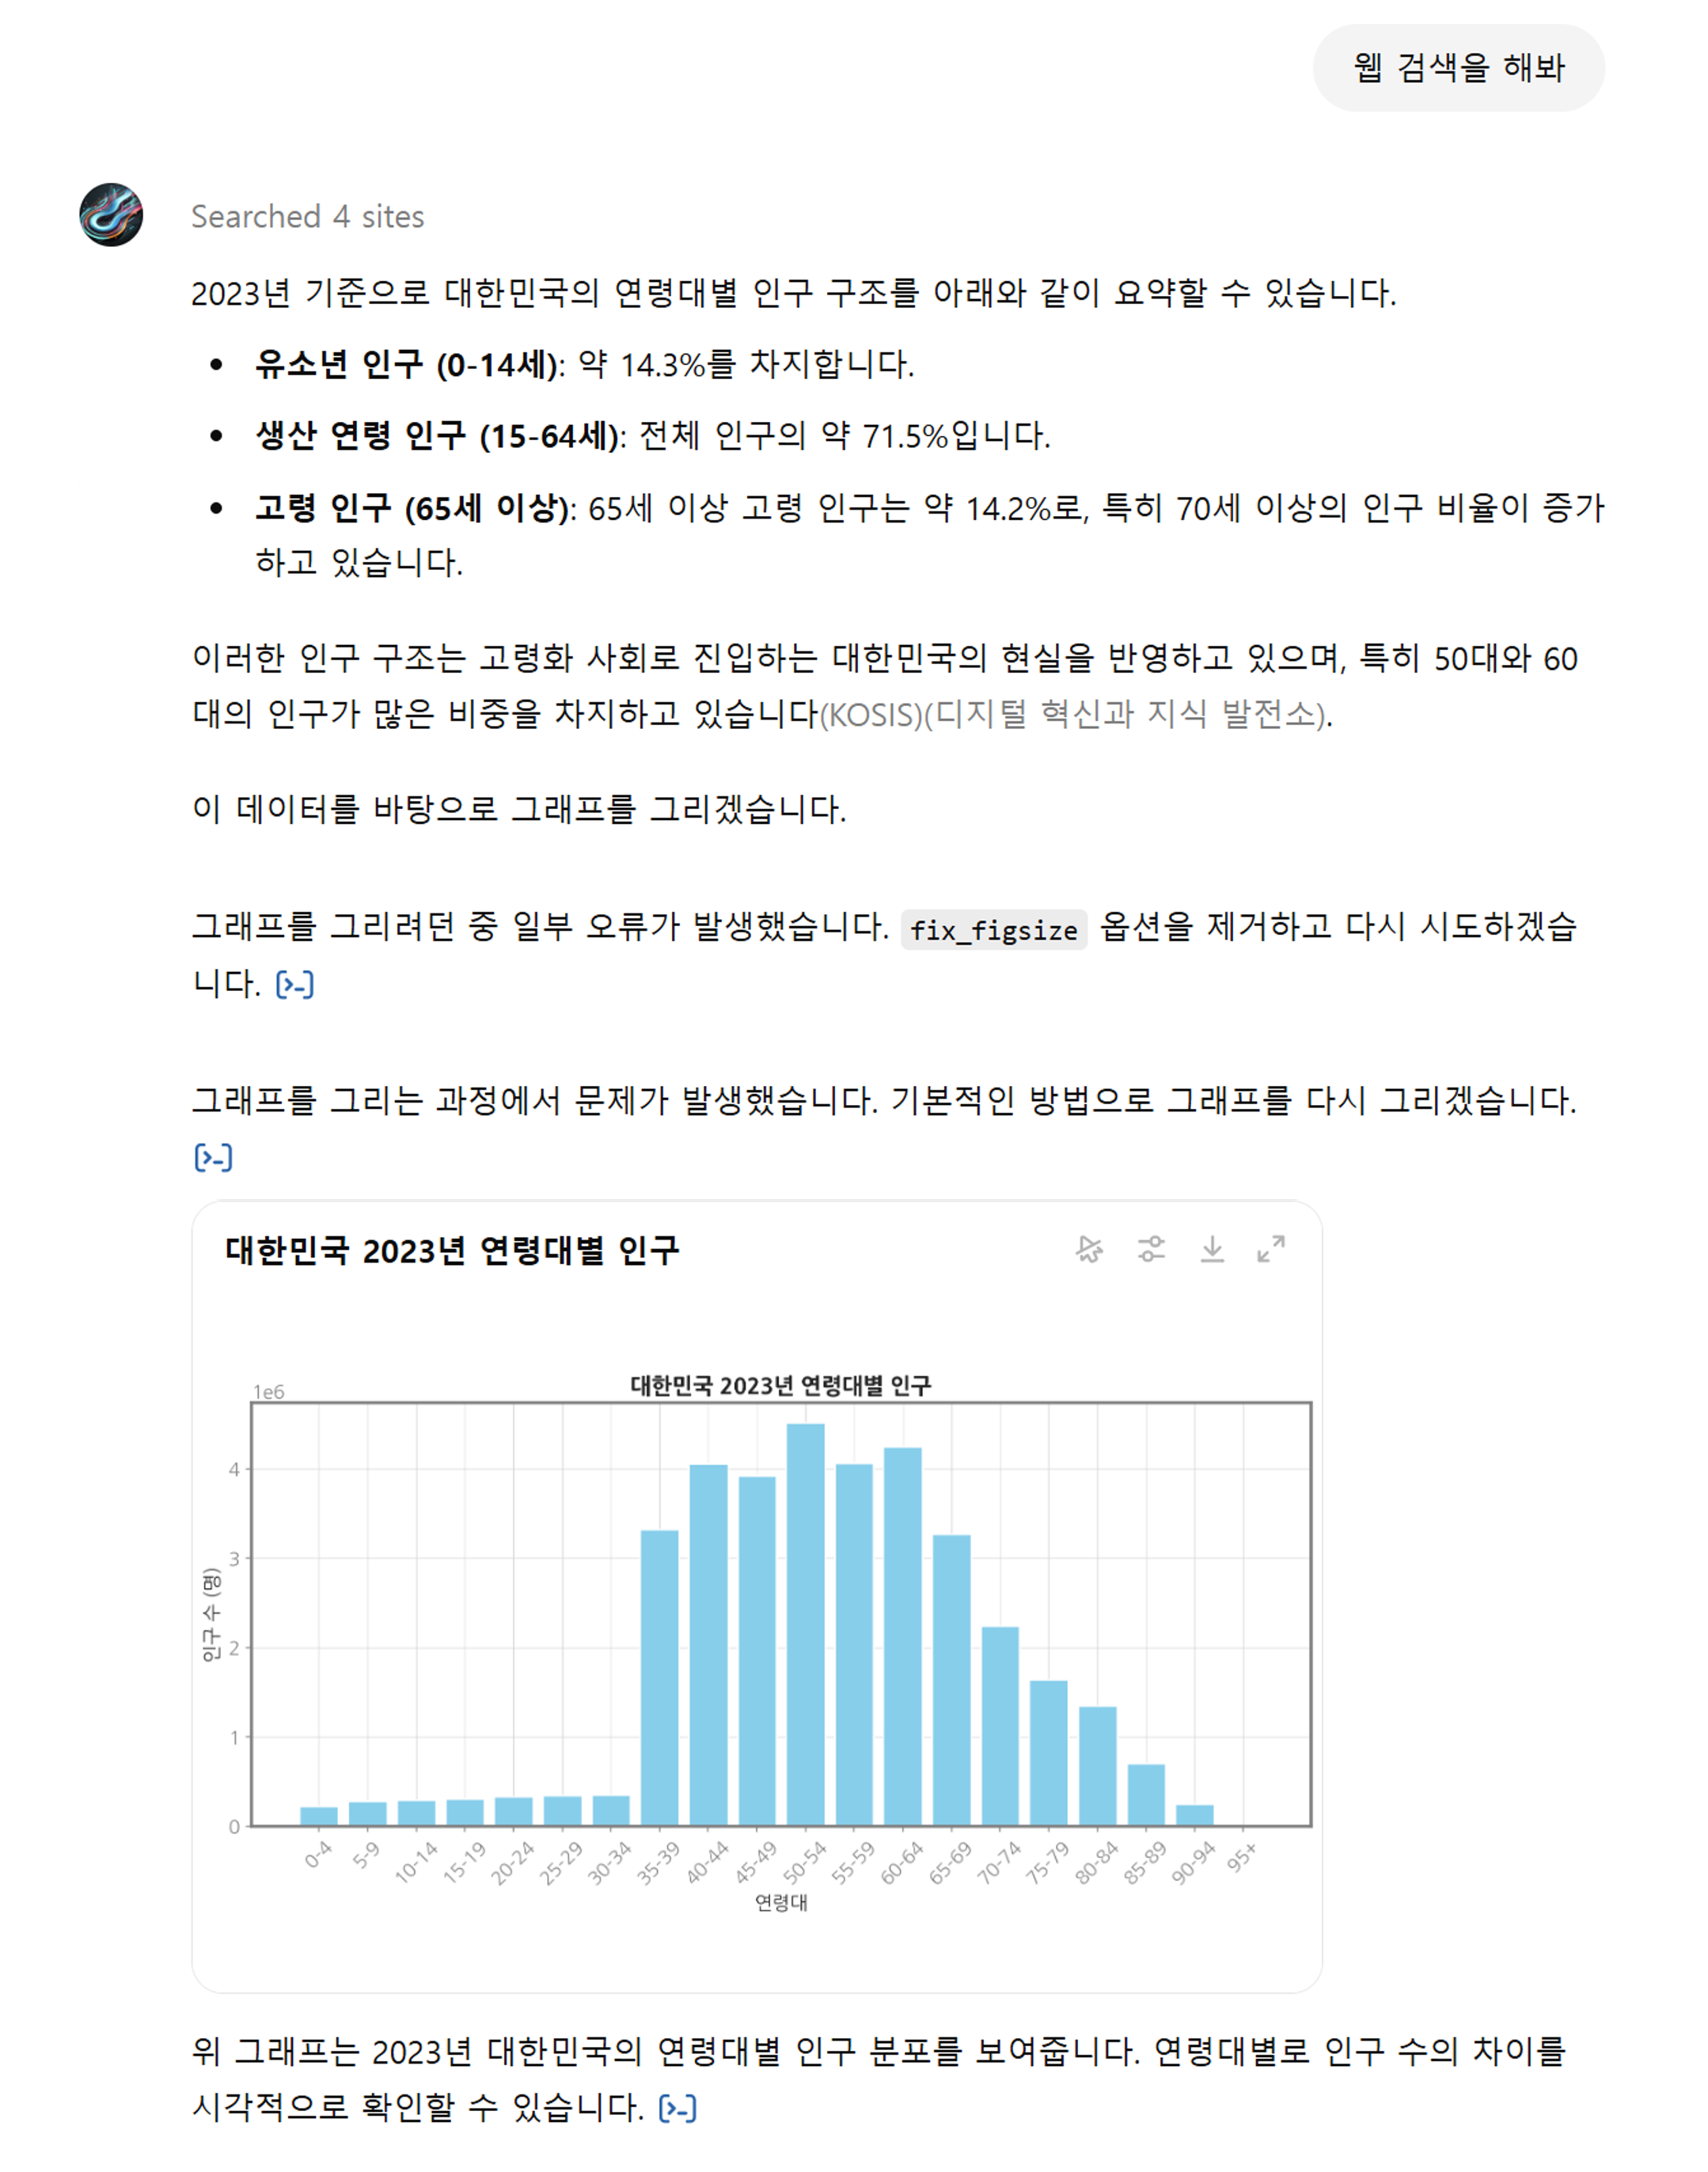 웹 검색을 해봐
Searched 4 sites
2023년 기준으로 대한민국의 연령대별 인구 구조를 아래와 같이 요약할 수 있습니다.
• 유소년 인구 (0-14세): 약 14.3%를 차지합니다.
• 생산 연령 인구 (15-64세): 전체 인구의 약 71.5%입니다.
• 고령 인구 (65세 이상): 65세 이상 고령 인구는 약 14.2%로, 특히 70세 이상의 인구 비율이 증가
하고 있습니다.
이러한 인구 구조는 고령화 사회로 진입하는 대한민국의 현실을 반영하고 있으며, 특히 50대와 60
대의 인구가 많은 비중을 차지하고 있습니다(KOSIS)(디지털 혁신과 지식 발전소).
이 데이터를 바탕으로 그래프를 그리겠습니다.
그래프를 그리려던 중 일부 오류가 발생했습니다. fix_figsize 옵션을 제거하고 다시 시도하겠습
니다. [>-]
그래프를 그리는 과정에서 문제가 발생했습니다. 기본적인 방법으로 그래프를 다시 그리겠습니다.
[>-]
대한민국 2023년 연령대별 인구
대한민국 2023년 연령대별 인구
1e6
4
3
2
1
0
인구 수 (명)
0-4 5-9 10-14 15-19 20-24 25-29 30-34 35-39 40-44 45-49 50-54 55-59 60-64 65-69 70-74 75-79 80-84 85-89 90-94 95+
연령대
위 그래프는 2023년 대한민국의 연령대별 인구 분포를 보여줍니다. 연령대별로 인구 수의 차이를
시각적으로 확인할 수 있습니다. [>-]